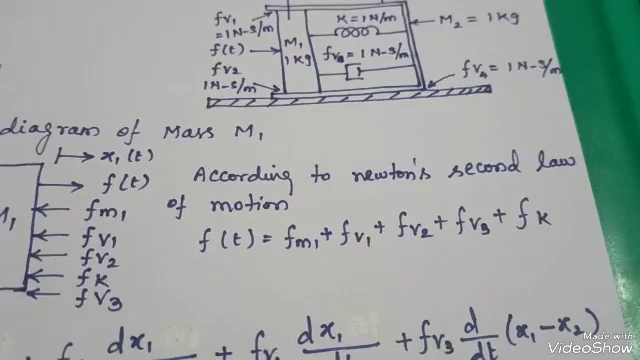 fv1 = 1N-S/m
K = 1N/m
M2 = 1kg
f(t)
M1 1kg
fv3 = 1N-S/m
fv2 1N-S/m
fv4 = 1N-S/m
diagram of Mass M1
x1(t)
f(t)
According to newton's second law of motion
fm1
fv1
fv2
fk
fv3
M1
f(t) = fm1 + fv1 + fv2 + fv3 + fk
dx1 + fv dx1 + fv3 d/dt (x1 - x2)
Made with
VideoShow